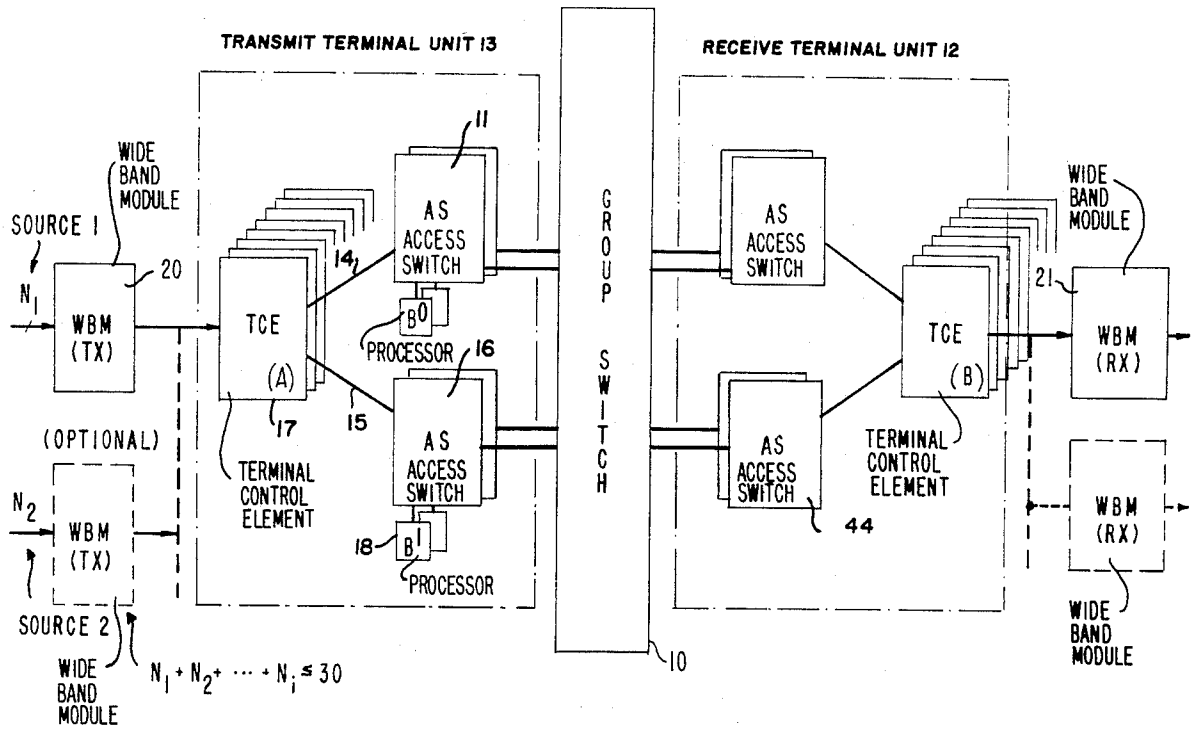 TRANSMIT TERMINAL UNIT 13
RECEIVE TERMINAL UNIT 12
WIDE
BAND
MODULE
20
SOURCE 1
N1
WBM
(TX)
(OPTIONAL)
N2
WBM
(TX)
SOURCE 2
WIDE
BAND
MODULE
N1 + N2 + ··· + Ni ≤ 30
TCE
(A)
17
TERMINAL
CONTROL
ELEMENT
14
15
11
AS
ACCESS
SWITCH
B0
PROCESSOR
16
AS
ACCESS
SWITCH
18
B1
PROCESSOR
GROUP SWITCH
10
AS
ACCESS
SWITCH
AS
ACCESS
SWITCH
44
TCE
(B)
TERMINAL
CONTROL
ELEMENT
WIDE
BAND
MODULE
21
WBM
(RX)
WBM
(RX)
WIDE
BAND
MODULE